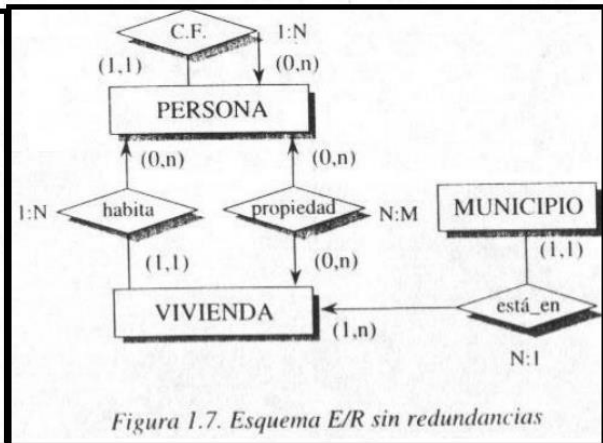 C.F.
1:N
(1,1)
(0,n)
PERSONA
(0,n)
(0,n)
1:N
habita
propiedad
N:M
MUNICIPIO
(1,1)
(1,1)
(0,n)
VIVIENDA
(1,n)
está_en
N:1
Figura 1.7. Esquema E/R sin redundancias